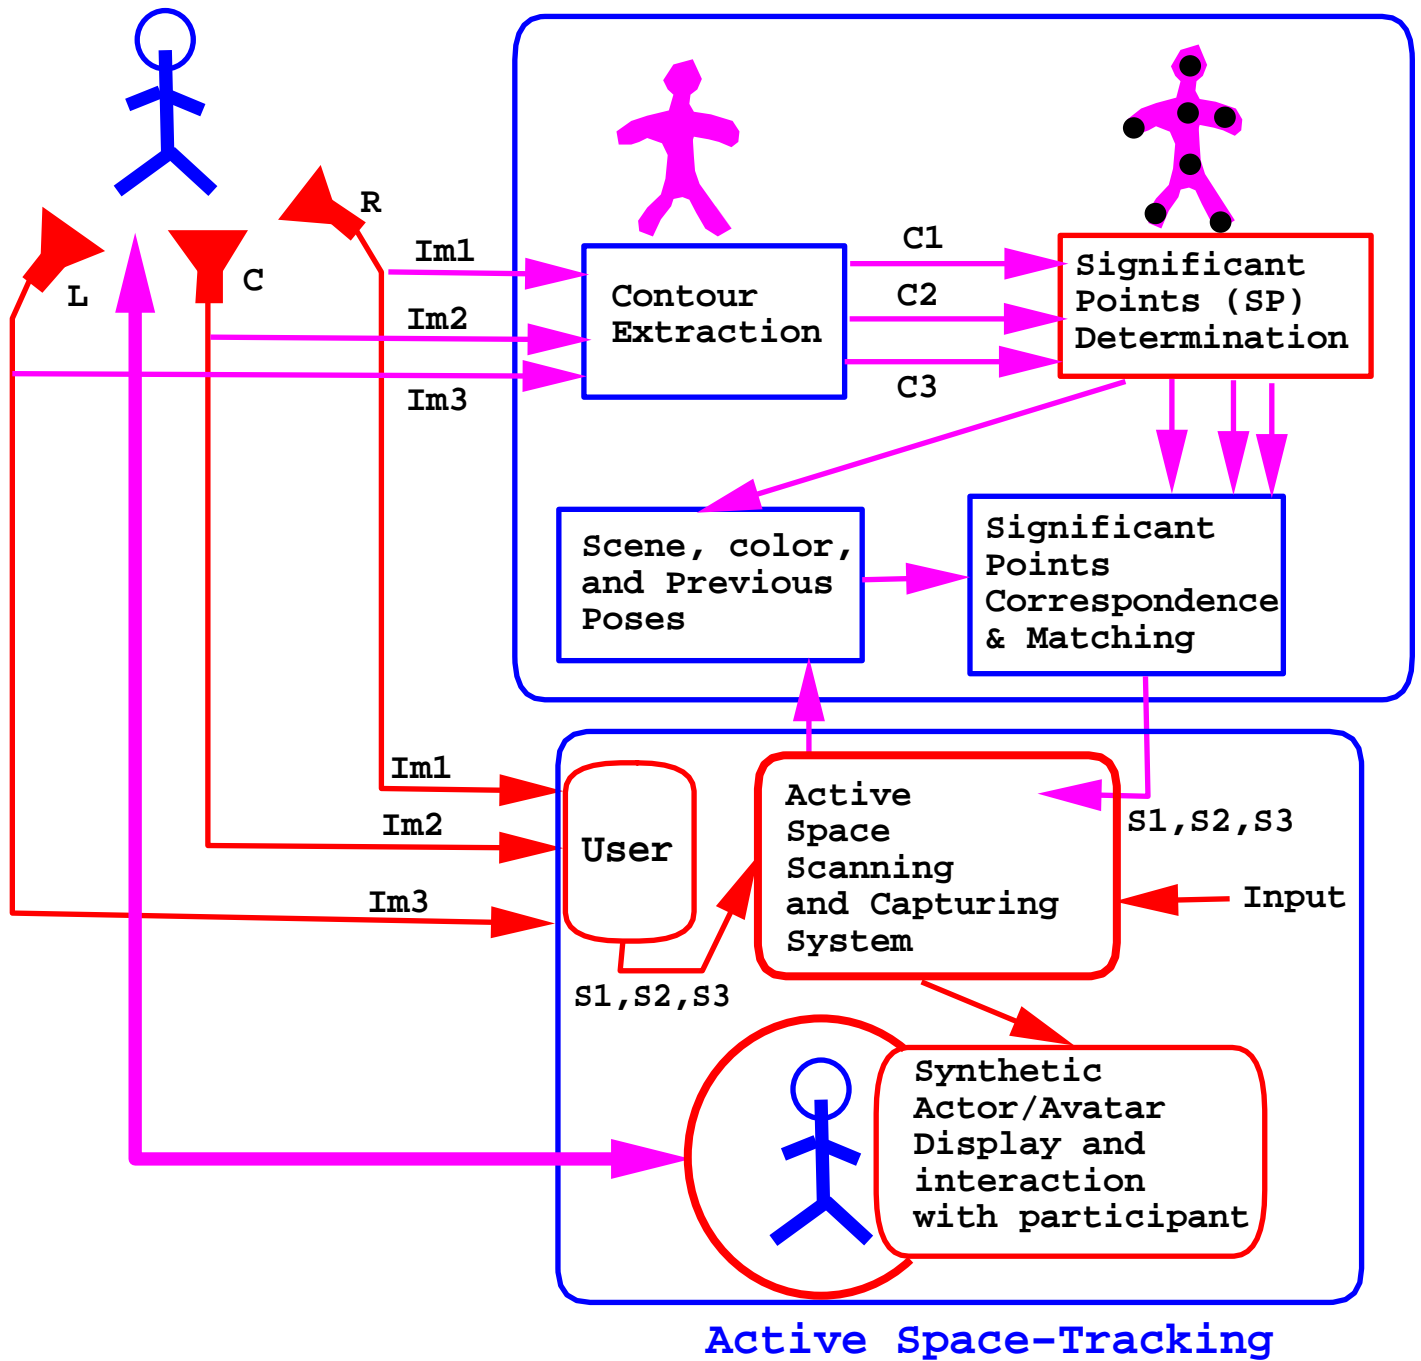 R
L
C
Im1
Im2
Im3
Contour
Extraction
C1
C2
C3
Significant
Points (SP)
Determination
Scene, color,
and Previous
Poses
Significant
Points
Correspondence
& Matching
Im1
Im2
Im3
User
S1,S2,S3
Active
Space
Scanning
and Capturing
System
S1,S2,S3
Input
Synthetic
Actor/Avatar
Display and
interaction
with participant
Active Space-Tracking